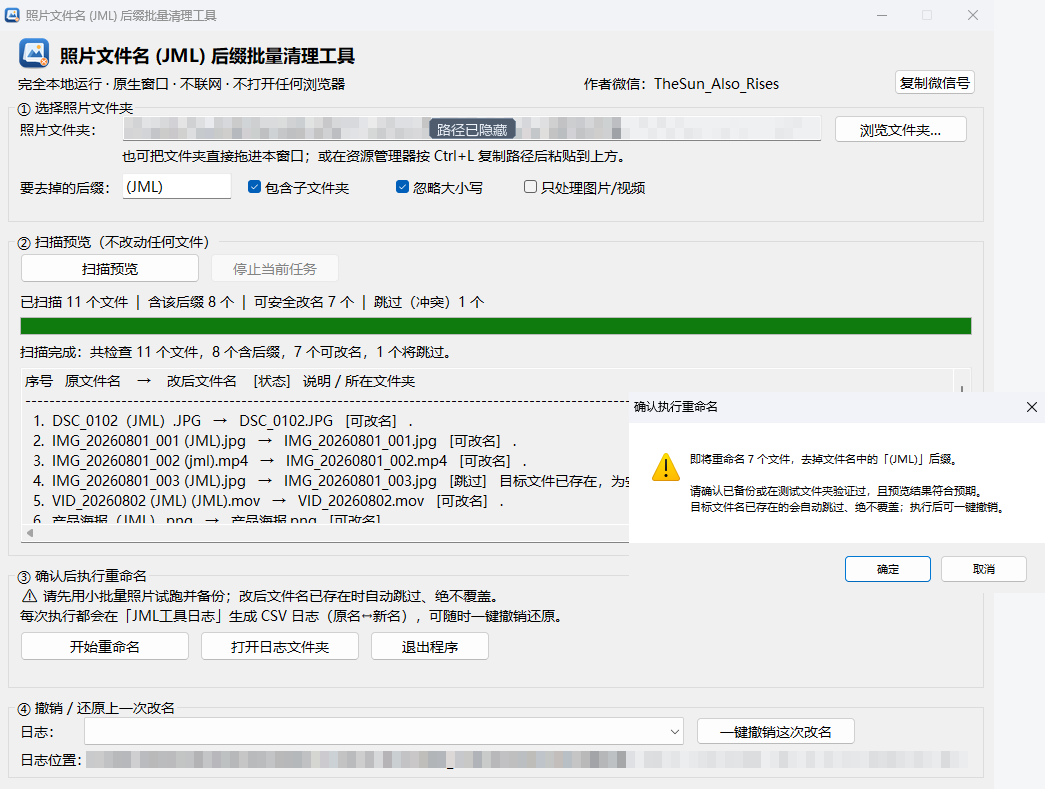 照片文件名 (JML) 后缀批量清理工具
照片文件名 (JML) 后缀批量清理工具
完全本地运行 · 原生窗口 · 不联网 · 不打开任何浏览器
作者微信：TheSun_Also_Rises
复制微信号
① 选择照片文件夹
照片文件夹：
路径已隐藏
浏览文件夹...
也可把文件夹直接拖进本窗口；或在资源管理器按 Ctrl+L 复制路径后粘贴到上方。
要去掉的后缀： (JML) 包含子文件夹 忽略大小写 只处理图片/视频
② 扫描预览（不改动任何文件）
扫描预览 停止当前任务
已扫描 11 个文件 | 含该后缀 8 个 | 可安全改名 7 个 | 跳过（冲突）1 个
扫描完成：共检查 11 个文件，8 个含后缀，7 个可改名，1 个将跳过。
序号 原文件名 → 改后文件名 [状态] 说明 / 所在文件夹
1. DSC_0102（JML）.JPG → DSC_0102.JPG [可改名] .
2. IMG_20260801_001 (JML).jpg → IMG_20260801_001.jpg [可改名] .
3. IMG_20260801_002 (jml).mp4 → IMG_20260801_002.mp4 [可改名] .
4. IMG_20260801_003 (JML).jpg → IMG_20260801_003.jpg [跳过] 目标文件已存在，为
5. VID_20260802 (JML) (JML).mov → VID_20260802.mov [可改名] .
6. 产品海报（JML）.png → 产品海报.png [可改名]
确认执行重命名
即将重命名 7 个文件，去掉文件名中的「(JML)」后缀。
请确认已备份或在测试文件夹验证过，且预览结果符合预期。
目标文件名已存在的会自动跳过、绝不覆盖；执行后可一键撤销。
确定 取消
③ 确认后执行重命名
⚠ 请先用小批量照片试跑并备份；改后文件名已存在时自动跳过、绝不覆盖。
每次执行都会在「JML工具日志」生成 CSV 日志（原名↔新名），可随时一键撤销还原。
开始重命名 打开日志文件夹 退出程序
④ 撤销 / 还原上一次改名
日志：
一键撤销这次改名
日志位置：